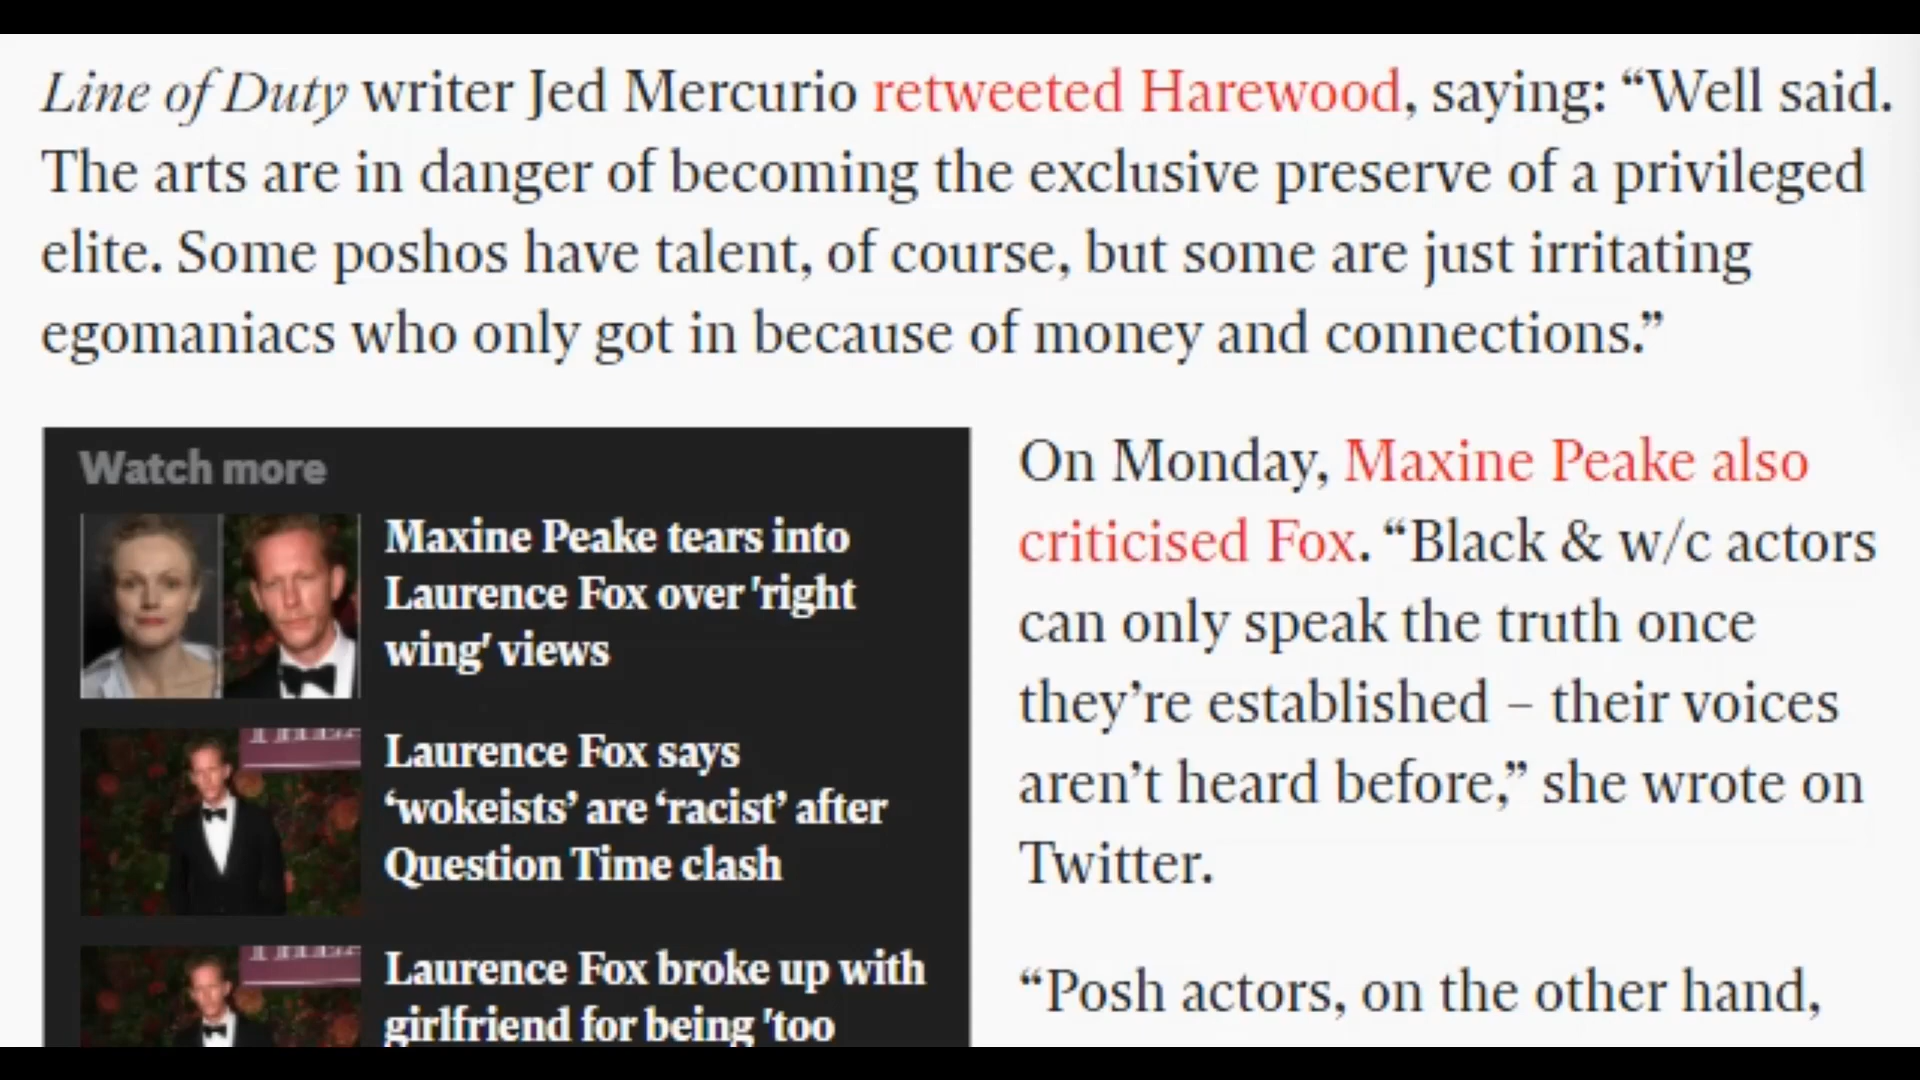 Line of Duty writer Jed Mercurio retweeted Harewood, saying: “Well said.
The arts are in danger of becoming the exclusive preserve of a privileged
elite. Some poshos have talent, of course, but some are just irritating
egomaniacs who only got in because of money and connections.”
Watch more
Maxine Peake tears into
Laurence Fox over 'right
wing' views
Laurence Fox says
‘wokeists’ are ‘racist’ after
Question Time clash
Laurence Fox broke up with
girlfriend for being 'too
On Monday, Maxine Peake also
criticised Fox. “Black & w/c actors
can only speak the truth once
they’re established – their voices
aren’t heard before,” she wrote on
Twitter.
“Posh actors, on the other hand,